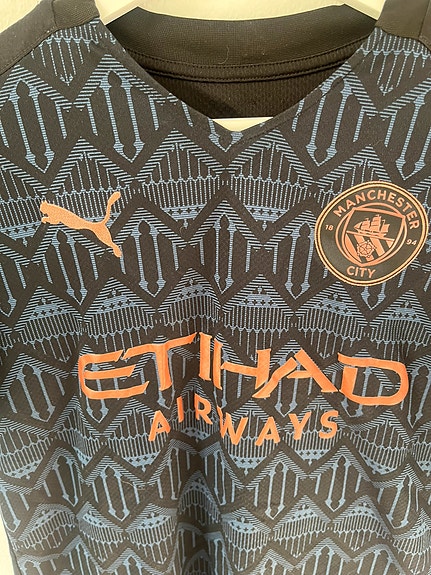 MANCHESTER
18 94
CITY
ETIHAD
AIRWAYS